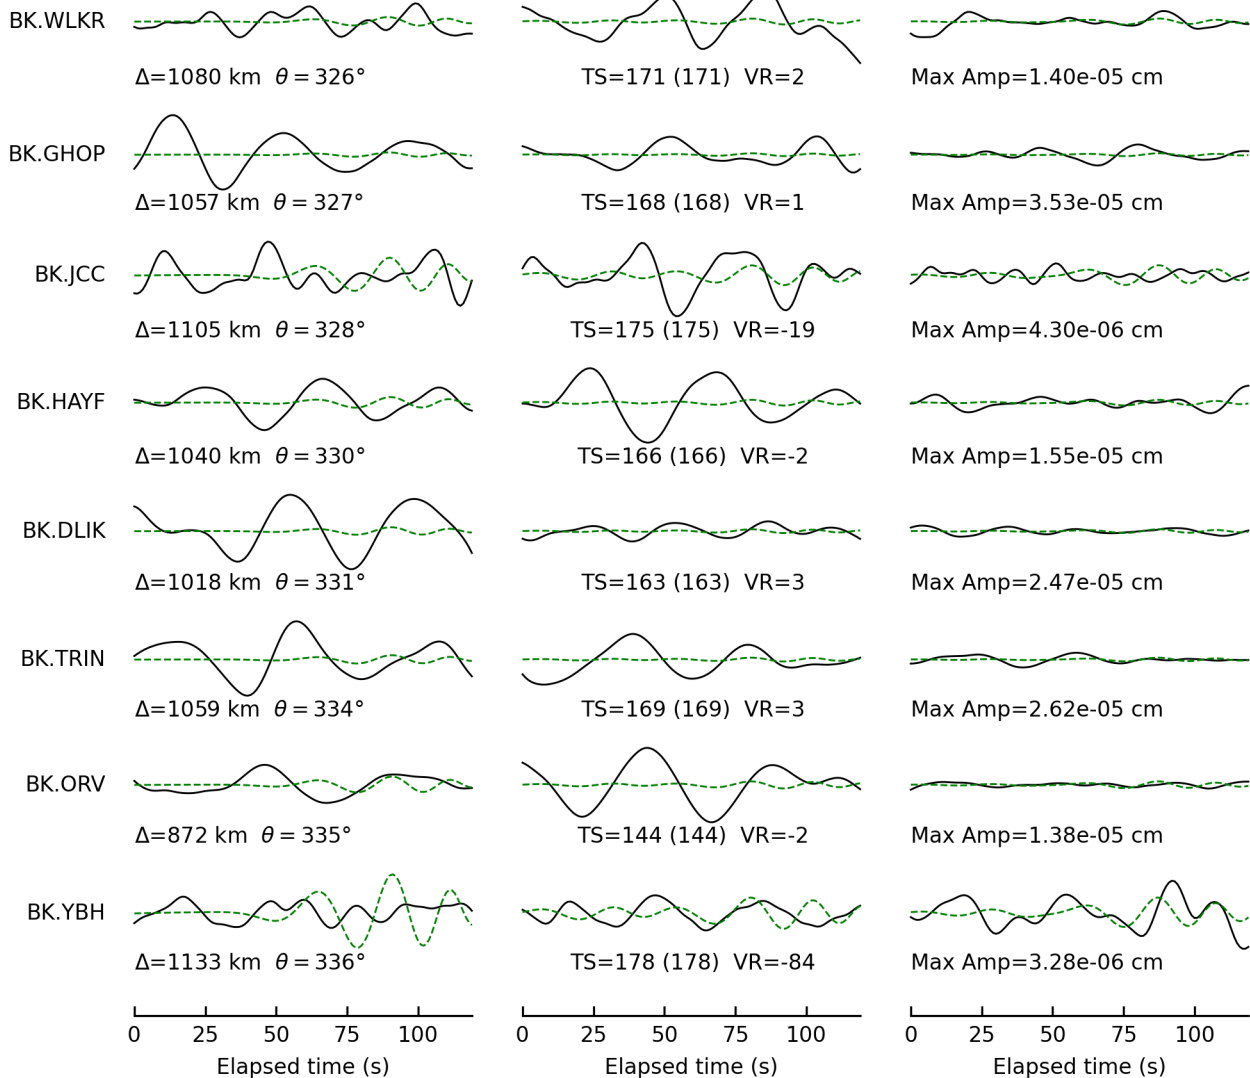 BK.WLKR
Δ=1080 km θ = 326° TS=171 (171) VR=2 Max Amp=1.40e-05 cm
BK.GHOP
Δ=1057 km θ = 327° TS=168 (168) VR=1 Max Amp=3.53e-05 cm
BK.JCC
Δ=1105 km θ = 328° TS=175 (175) VR=-19 Max Amp=4.30e-06 cm
BK.HAYF
Δ=1040 km θ = 330° TS=166 (166) VR=-2 Max Amp=1.55e-05 cm
BK.DLIK
Δ=1018 km θ = 331° TS=163 (163) VR=3 Max Amp=2.47e-05 cm
BK.TRIN
Δ=1059 km θ = 334° TS=169 (169) VR=3 Max Amp=2.62e-05 cm
BK.ORV
Δ=872 km θ = 335° TS=144 (144) VR=-2 Max Amp=1.38e-05 cm
BK.YBH
Δ=1133 km θ = 336° TS=178 (178) VR=-84 Max Amp=3.28e-06 cm
0 25 50 75 100 0 25 50 75 100 0 25 50 75 100
Elapsed time (s) Elapsed time (s) Elapsed time (s)